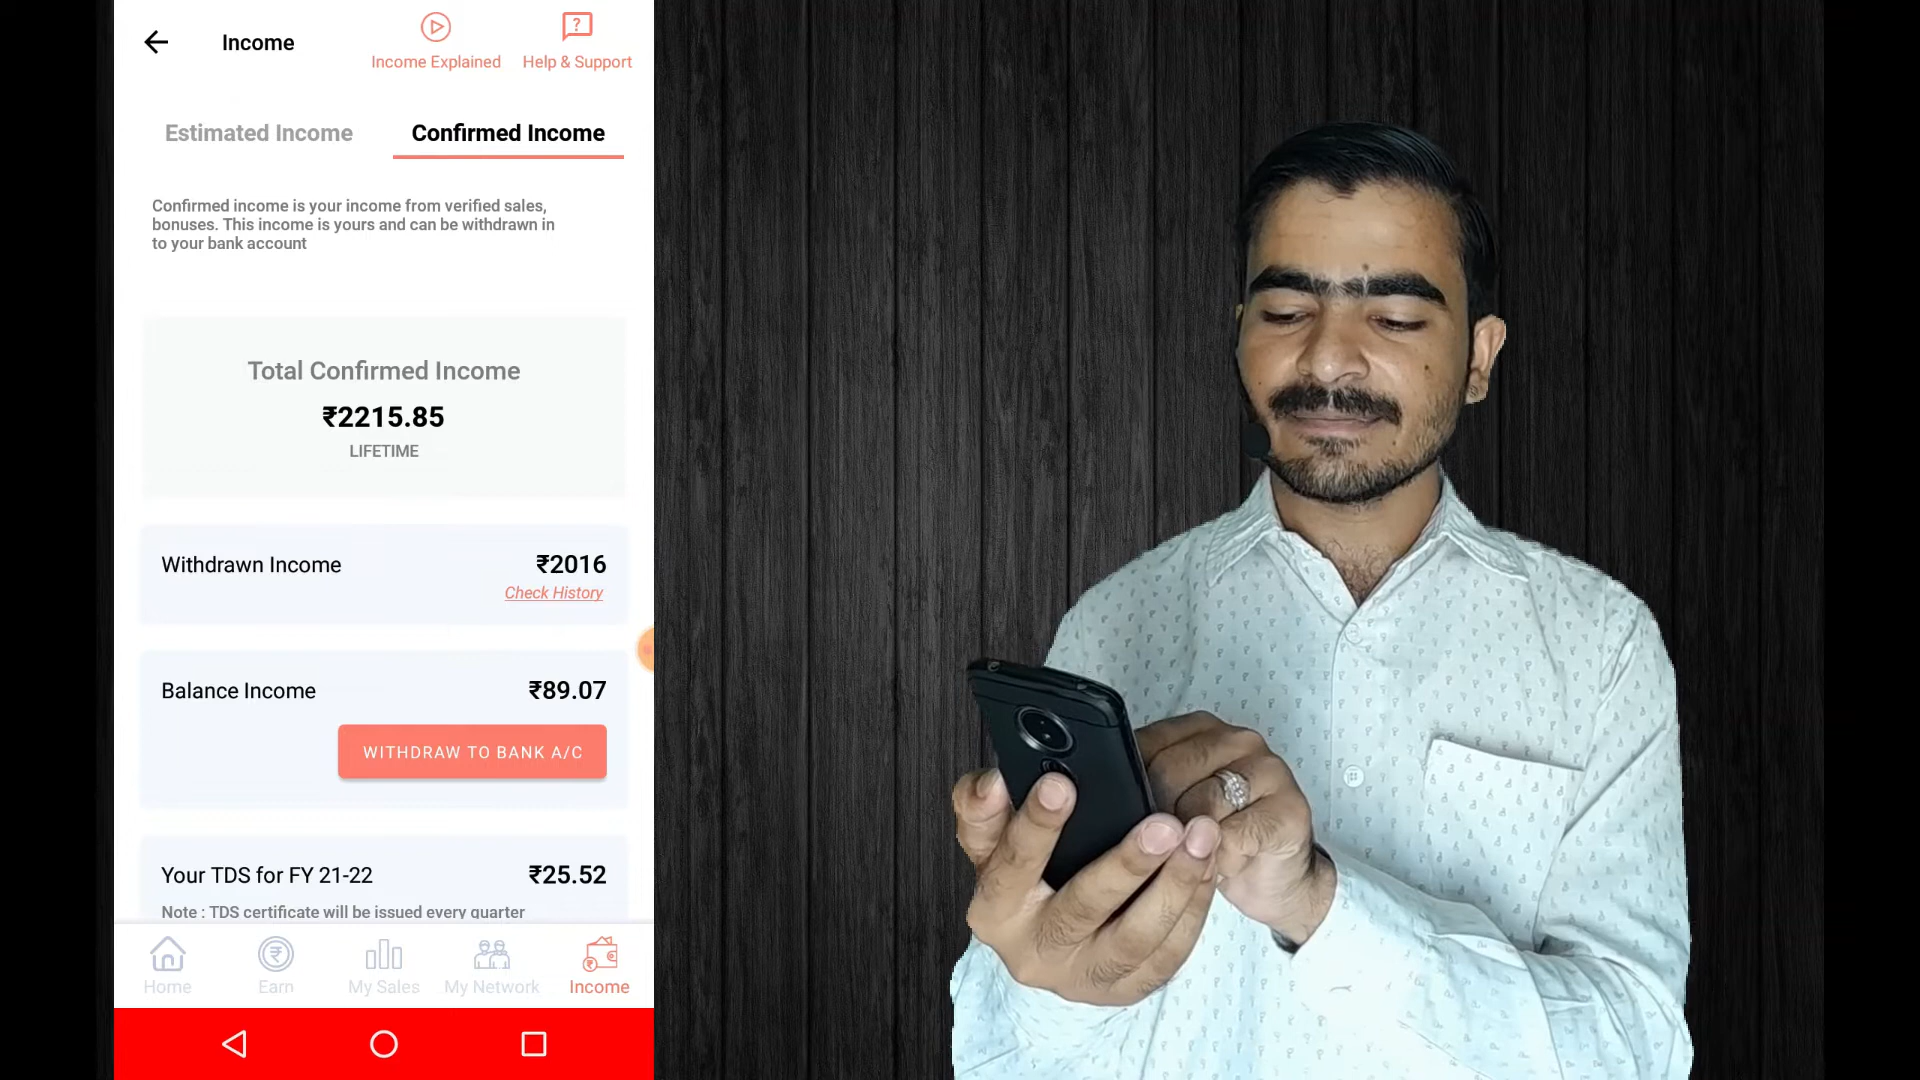 Income
Income Explained
Help & Support
Estimated Income
Confirmed Income
Confirmed income is your income from verified sales,
bonuses. This income is yours and can be withdrawn in
to your bank account
Total Confirmed Income
₹2215.85
LIFETIME
Withdrawn Income
₹2016
Check History
Balance Income
₹89.07
WITHDRAW TO BANK A/C
Your TDS for FY 21-22
₹25.52
Note : TDS certificate will be issued every quarter
Home
Earn
My Sales
My Network
Income